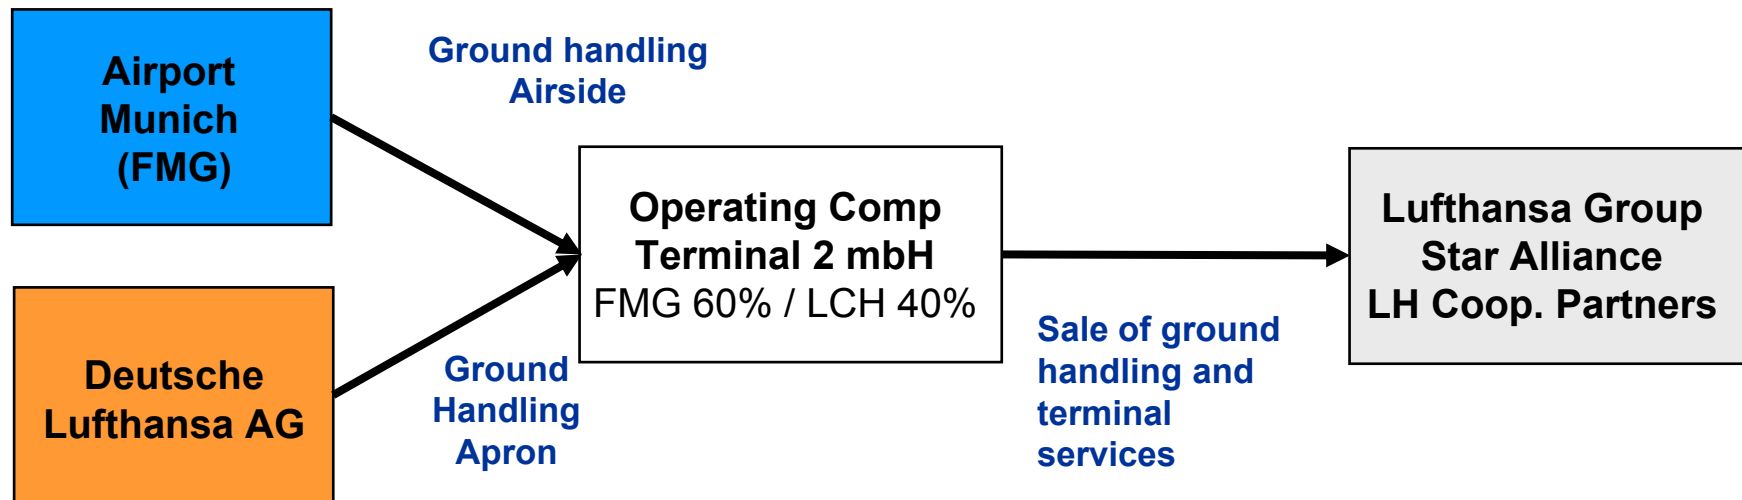 Airport
Munich
(FMG)
Ground handling
Airside
Operating Comp
Terminal 2 mbH
FMG 60% / LCH 40%
Lufthansa Group
Star Alliance
LH Coop. Partners
Deutsche
Lufthansa AG
Ground
Handling
Apron
Sale of ground
handling and
terminal
services